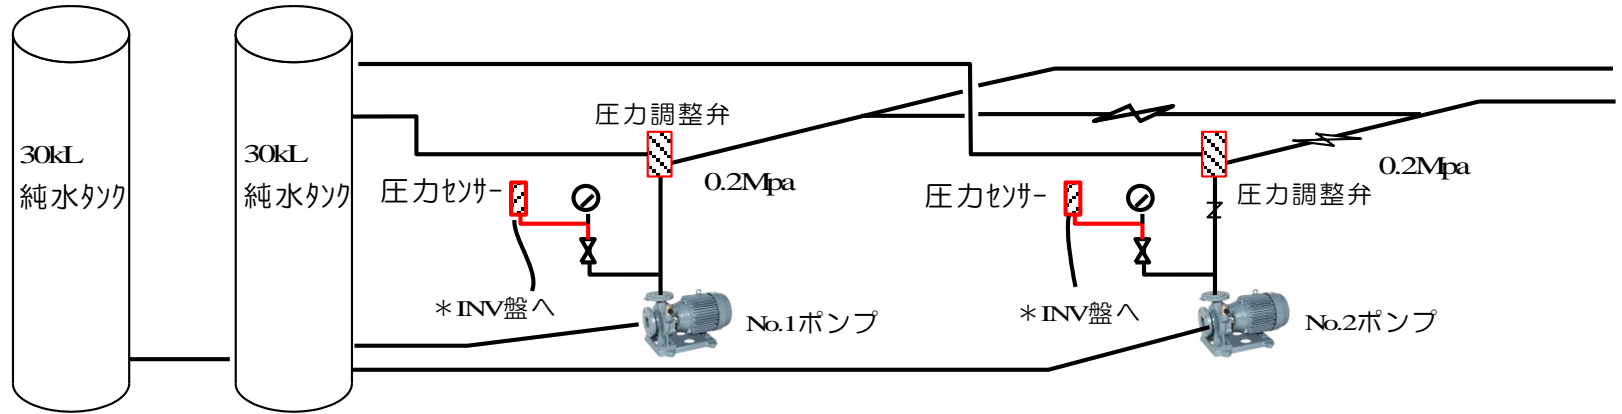 30kL
純水タンク
30kL
純水タンク
圧力調整弁
圧力センサー
0.2Mpa
＊INV盤へ
No.1ポンプ
圧力センサー
0.2Mpa
圧力調整弁
＊INV盤へ
No.2ポンプ